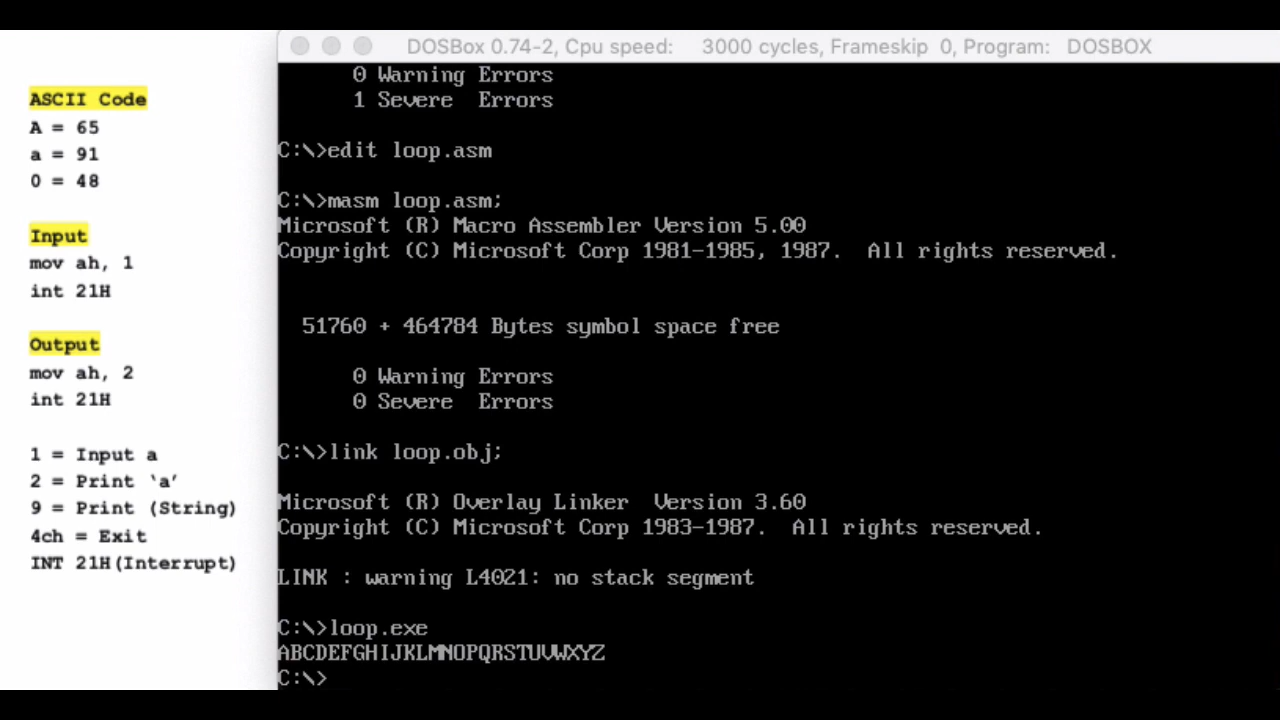 ASCII Code
A = 65
a = 91
0 = 48
Input
mov ah, 1
int 21H
Output
mov ah, 2
int 21H
1 = Input a
2 = Print ‘a’
9 = Print (String)
4ch = Exit
INT 21H(Interrupt)
DOSBox 0.74-2, Cpu speed: 3000 cycles, Frameskip 0, Program: DOSBOX
0 Warning Errors
1 Severe Errors
C:\>edit loop.asm
C:\>masm loop.asm;
Microsoft (R) Macro Assembler Version 5.00
Copyright (C) Microsoft Corp 1981-1985, 1987. All rights reserved.
51760 + 464784 Bytes symbol space free
0 Warning Errors
0 Severe Errors
C:\>link loop.obj;
Microsoft (R) Overlay Linker Version 3.60
Copyright (C) Microsoft Corp 1983-1987. All rights reserved.
LINK : warning L4021: no stack segment
C:\>loop.exe
ABCDEFGHIJKLMNOPQRSTUVWXYZ
C:\>